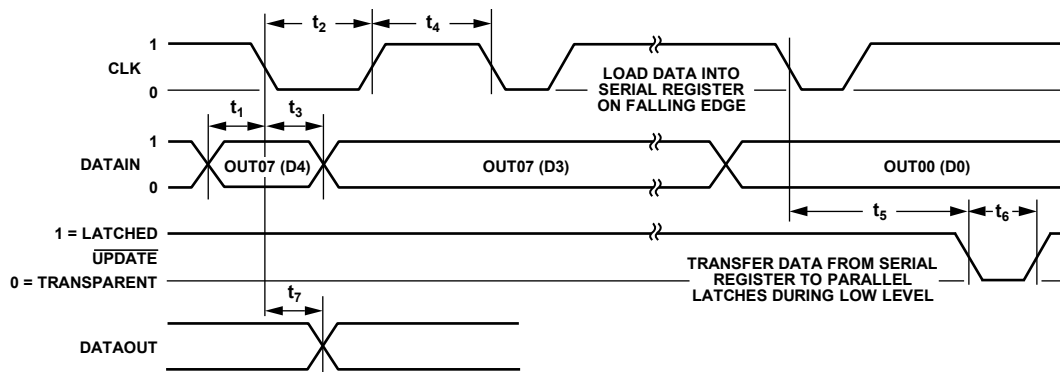 t2
t4
1
CLK
0
LOAD DATA INTO
SERIAL REGISTER
ON FALLING EDGE
t1
t3
1
DATAIN
0
OUT07 (D4)
OUT07 (D3)
OUT00 (D0)
t5
t6
1 = LATCHED
UPDATE
0 = TRANSPARENT
TRANSFER DATA FROM SERIAL
REGISTER TO PARALLEL
LATCHES DURING LOW LEVEL
t7
DATAOUT